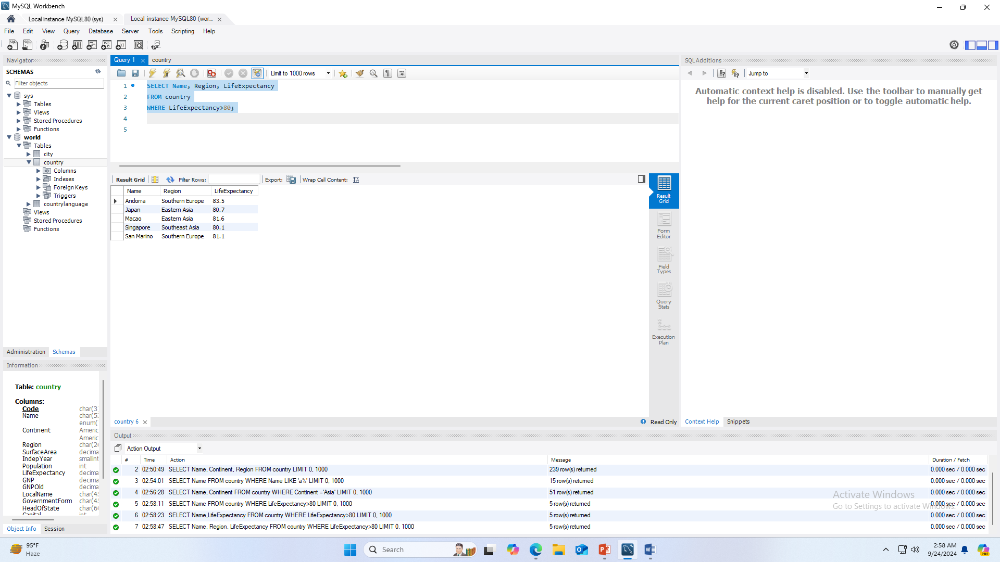 MySQL Workbench
Local instance MySQL80 (sys)
Local instance MySQL80 (wor...
File Edit View Query Database Server Tools Scripting Help
Navigator
SCHEMAS
Filter objects
sys
Tables
Views
Stored Procedures
Functions
world
Tables
city
country
Columns
Indexes
Foreign Keys
Triggers
countrylanguage
Views
Stored Procedures
Functions
Administration Schemas
Information
Table: country
Columns:
Code char(3)
Name char(52
enum(
Continent Americ
Americ
Region char(26
SurfaceArea decima
IndepYear smallint
Population int
LifeExpectancy decima
GNP decima
GNPOld decima
LocalName char(45
GovernmentForm char(45
HeadOfState char(60
Capital int
Object Info Session
Query 1 country
Limit to 1000 rows
1 SELECT Name, Region, LifeExpectancy
2 FROM country
3 WHERE LifeExpectancy>80;
4
5
Result Grid Filter Rows: Export: Wrap Cell Content:
Name Region LifeExpectancy
Andorra Southern Europe 83.5
Japan Eastern Asia 80.7
Macao Eastern Asia 81.6
Singapore Southeast Asia 80.1
San Marino Southern Europe 81.1
Result
Grid
Form
Editor
Field
Types
Query
Stats
Execution
Plan
country 6
Read Only
SQLAdditions
Jump to
Automatic context help is disabled. Use the toolbar to manually get
help for the current caret position or to toggle automatic help.
Context Help Snippets
Output
Action Output
# Time Action Message Duration / Fetch
2 02:50:49 SELECT Name, Continent, Region FROM country LIMIT 0, 1000 239 row(s) returned 0.000 sec / 0.000 sec
3 02:54:01 SELECT Name FROM country WHERE Name LIKE 'a%' LIMIT 0, 1000 15 row(s) returned 0.000 sec / 0.000 sec
4 02:56:28 SELECT Name, Continent FROM country WHERE Continent ='Asia' LIMIT 0, 1000 51 row(s) returned 0.000 sec / 0.000 sec
5 02:58:11 SELECT Name FROM country WHERE LifeExpectancy>80 LIMIT 0, 1000 5 row(s) returned 0.000 sec / 0.000 sec
6 02:58:23 SELECT Name,LifeExpectancy FROM country WHERE LifeExpectancy>80 LIMIT 0, 1000 5 row(s) returned 0.000 sec / 0.000 sec
7 02:58:47 SELECT Name, Region, LifeExpectancy FROM country WHERE LifeExpectancy>80 LIMIT 0, 1000 5 row(s) returned 0.000 sec / 0.000 sec
Activate Windows
Go to Settings to activate Windows.
95°F
Haze
Search
2:58 AM
9/24/2024
PRE